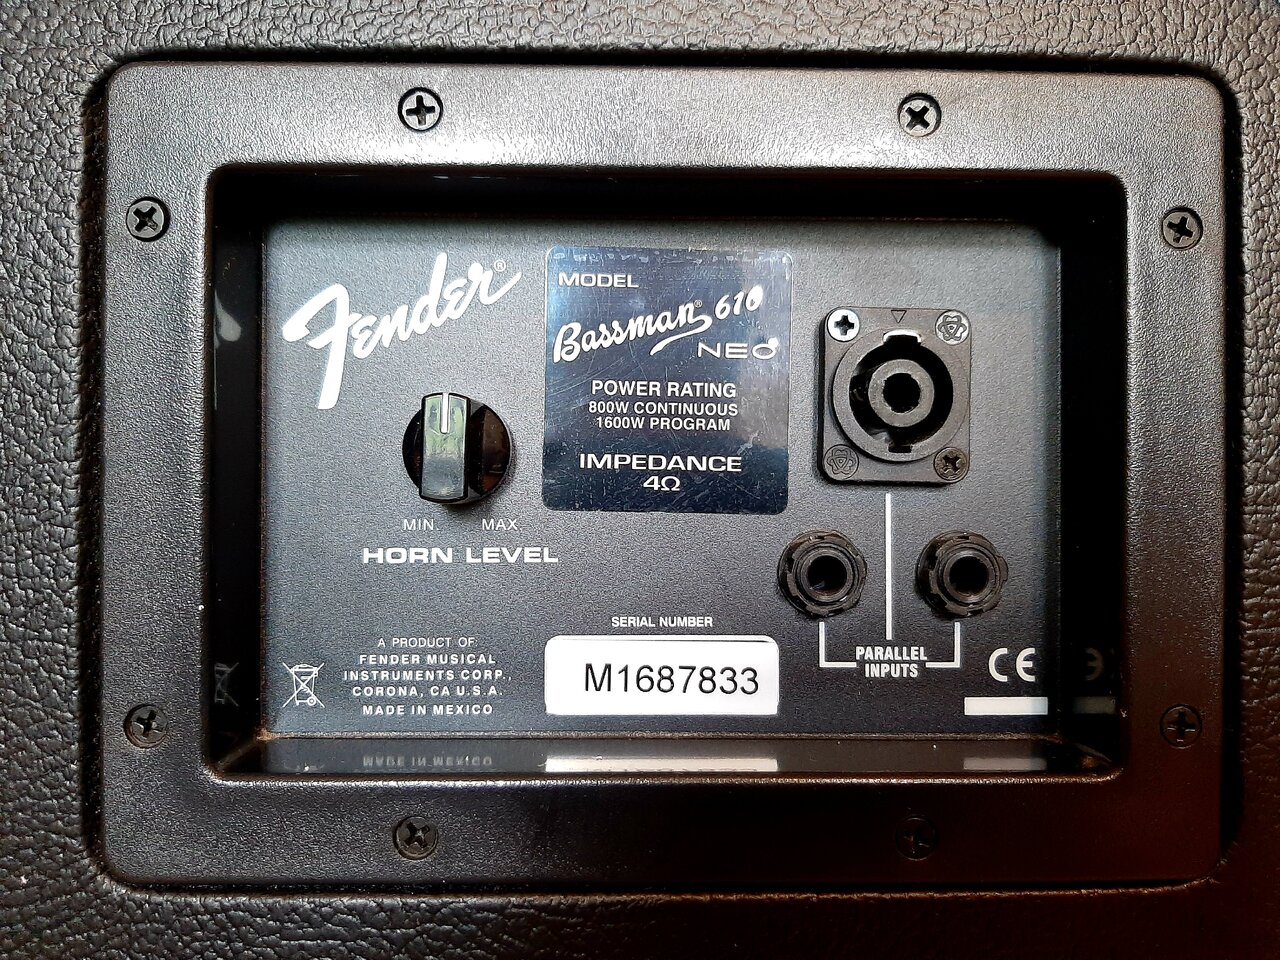 Fender®
MODEL
Bassman® 610
NEO
POWER RATING
800W CONTINUOUS
1600W PROGRAM
IMPEDANCE
4Ω
MIN. MAX.
HORN LEVEL
A PRODUCT OF
FENDER MUSICAL
INSTRUMENTS CORP.,
CORONA, CA U.S.A.
MADE IN MEXICO
SERIAL NUMBER
M1687833
PARALLEL
INPUTS
CE